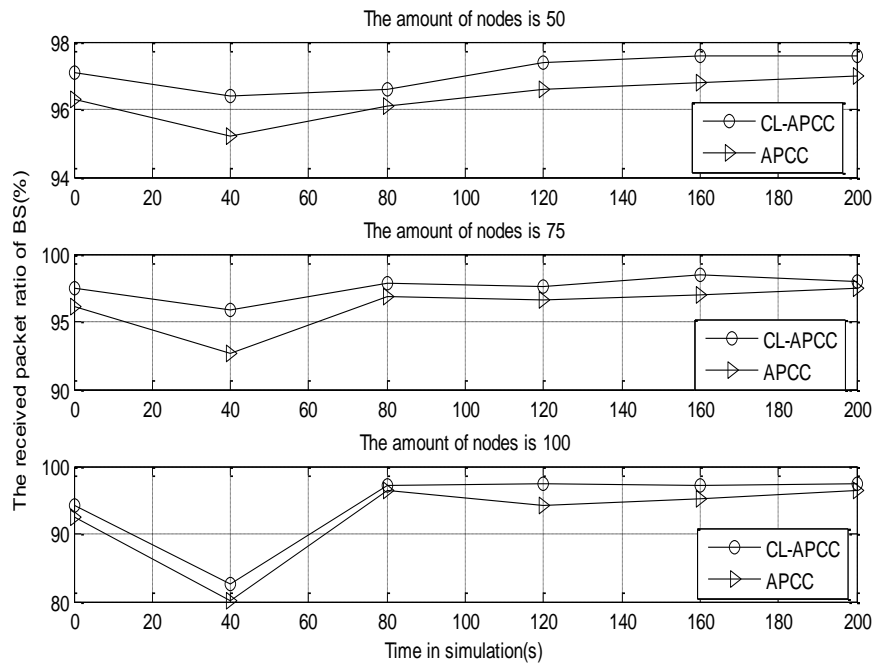 The amount of nodes is 50
98
96
94
0 20 40 60 80 100 120 140 160 180 200
CL-APCC
APCC
The amount of nodes is 75
100
95
90
0 20 40 60 80 100 120 140 160 180 200
CL-APCC
APCC
The amount of nodes is 100
100
90
80
0 20 40 60 80 100 120 140 160 180 200
CL-APCC
APCC
Time in simulation(s)
The received packet ratio of BS(%)